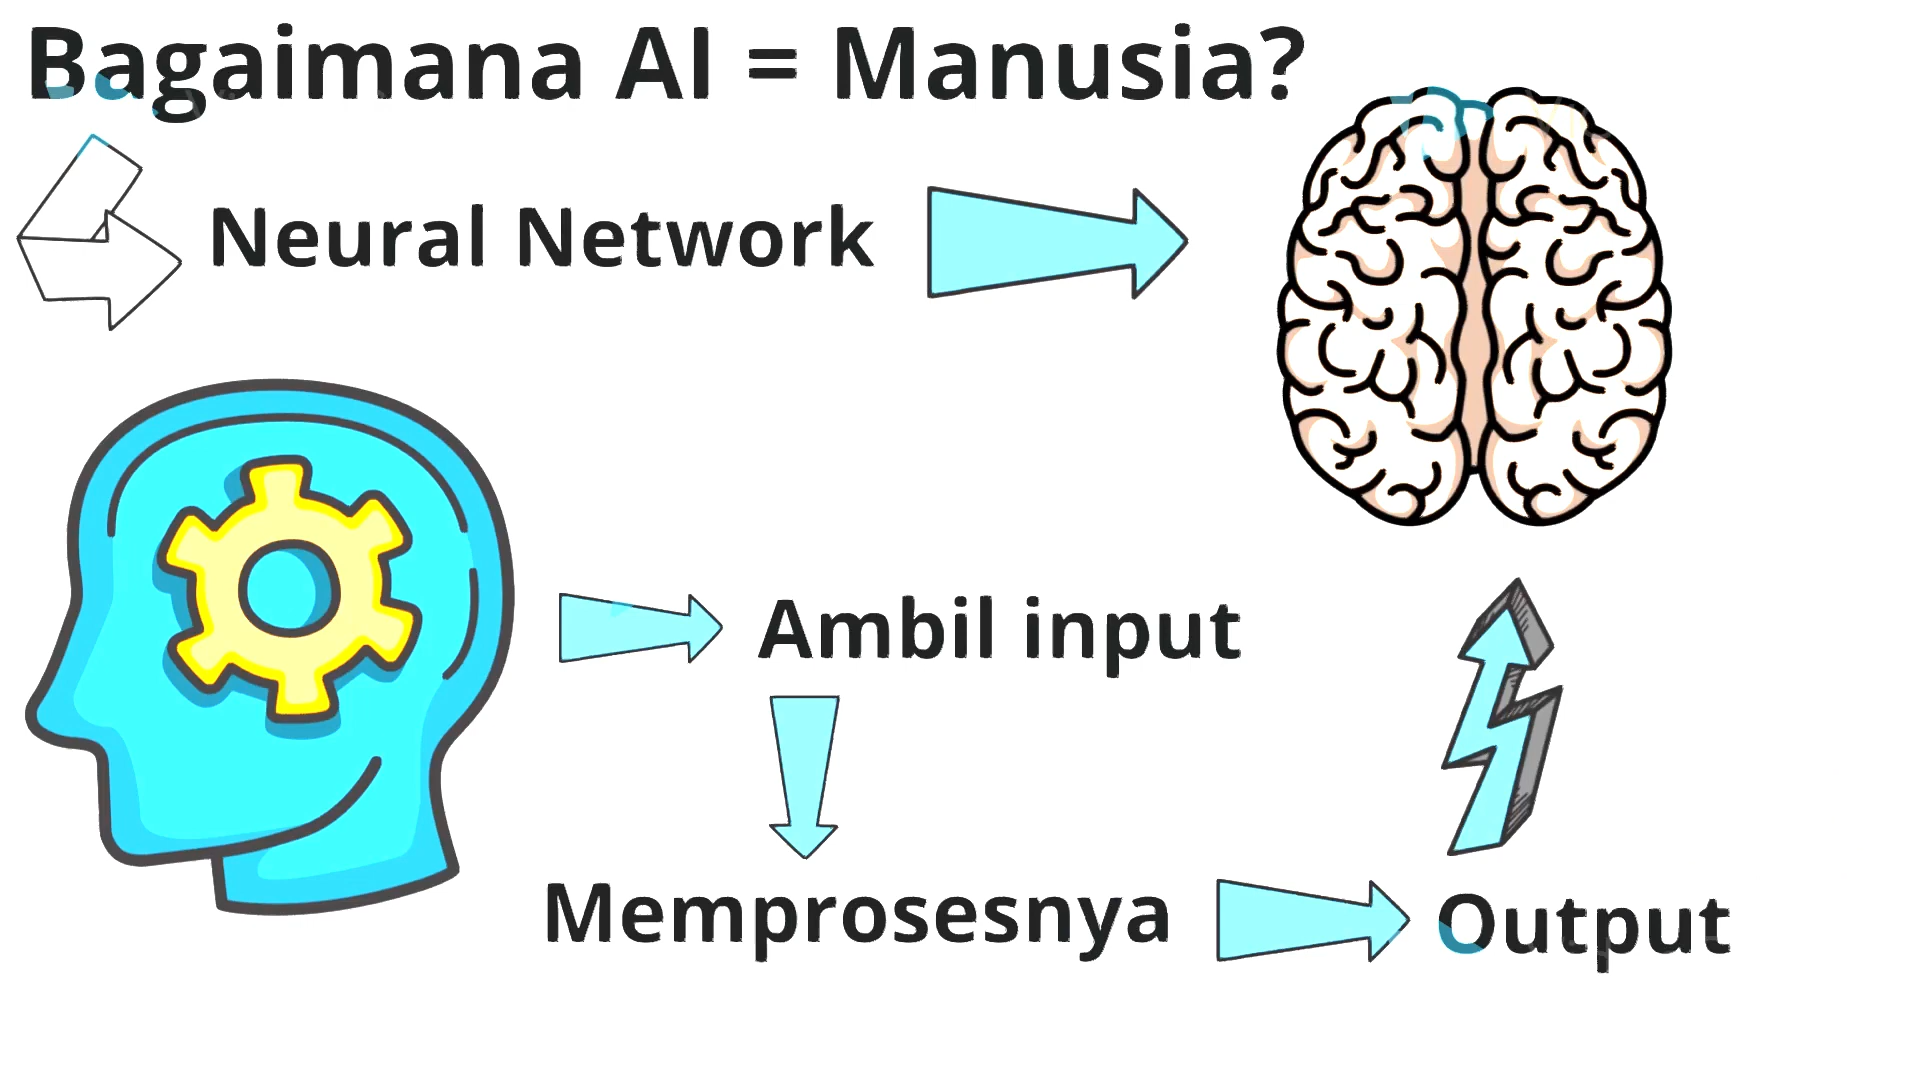 Bagaimana AI = Manusia?
Neural Network
Ambil input
Memprosesnya
Output